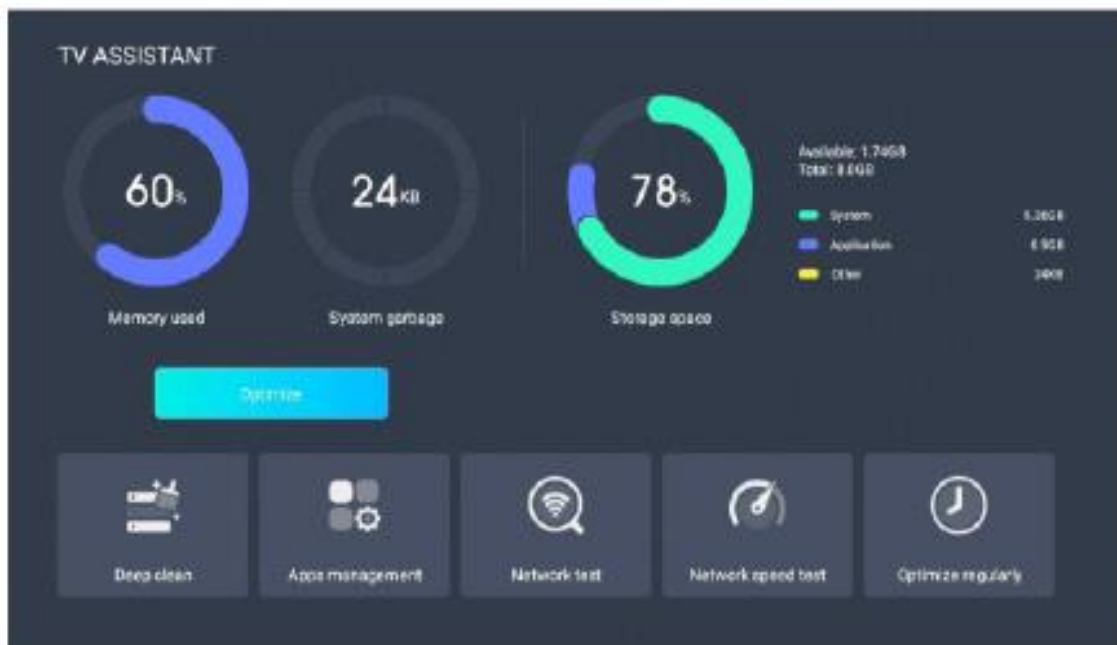 TV ASSISTANT
60%
Memory used
24KB
System garbage
78%
Storage space
Available: 1.74GB
Total: 8.0GB
System
Application
Other 24KB
Optimize
Deep clean
Apps management
Network test
Network speed test
Optimize regularly